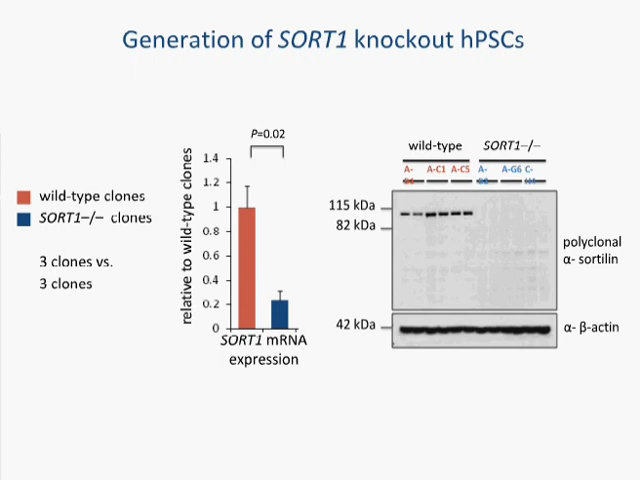 Generation of SORT1 knockout hPSCs
wild-type clones
SORT1–/– clones
3 clones vs.
3 clones
P=0.02
relative to wild-type clones
1.4
1.2
1
0.8
0.6
0.4
0.2
0
SORT1 mRNA
expression
wild-type SORT1–/–
A- A-C1 A-C5 A- A-G6 C-
115 kDa
82 kDa
42 kDa
polyclonal
α- sortilin
α- β-actin